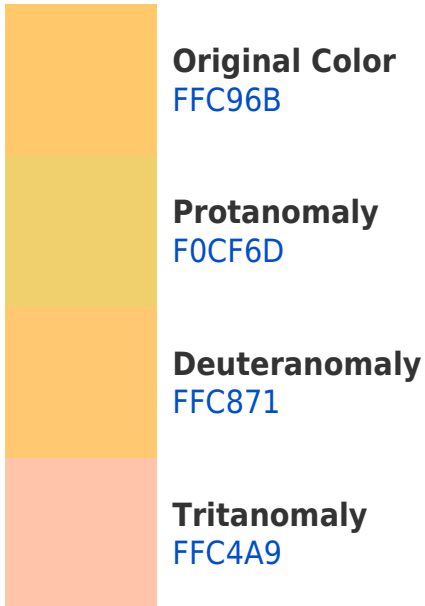 Original Color
FFC96B
Protanomaly
F0CF6D
Deuteranomaly
FFC871
Tritanomaly
FFC4A9